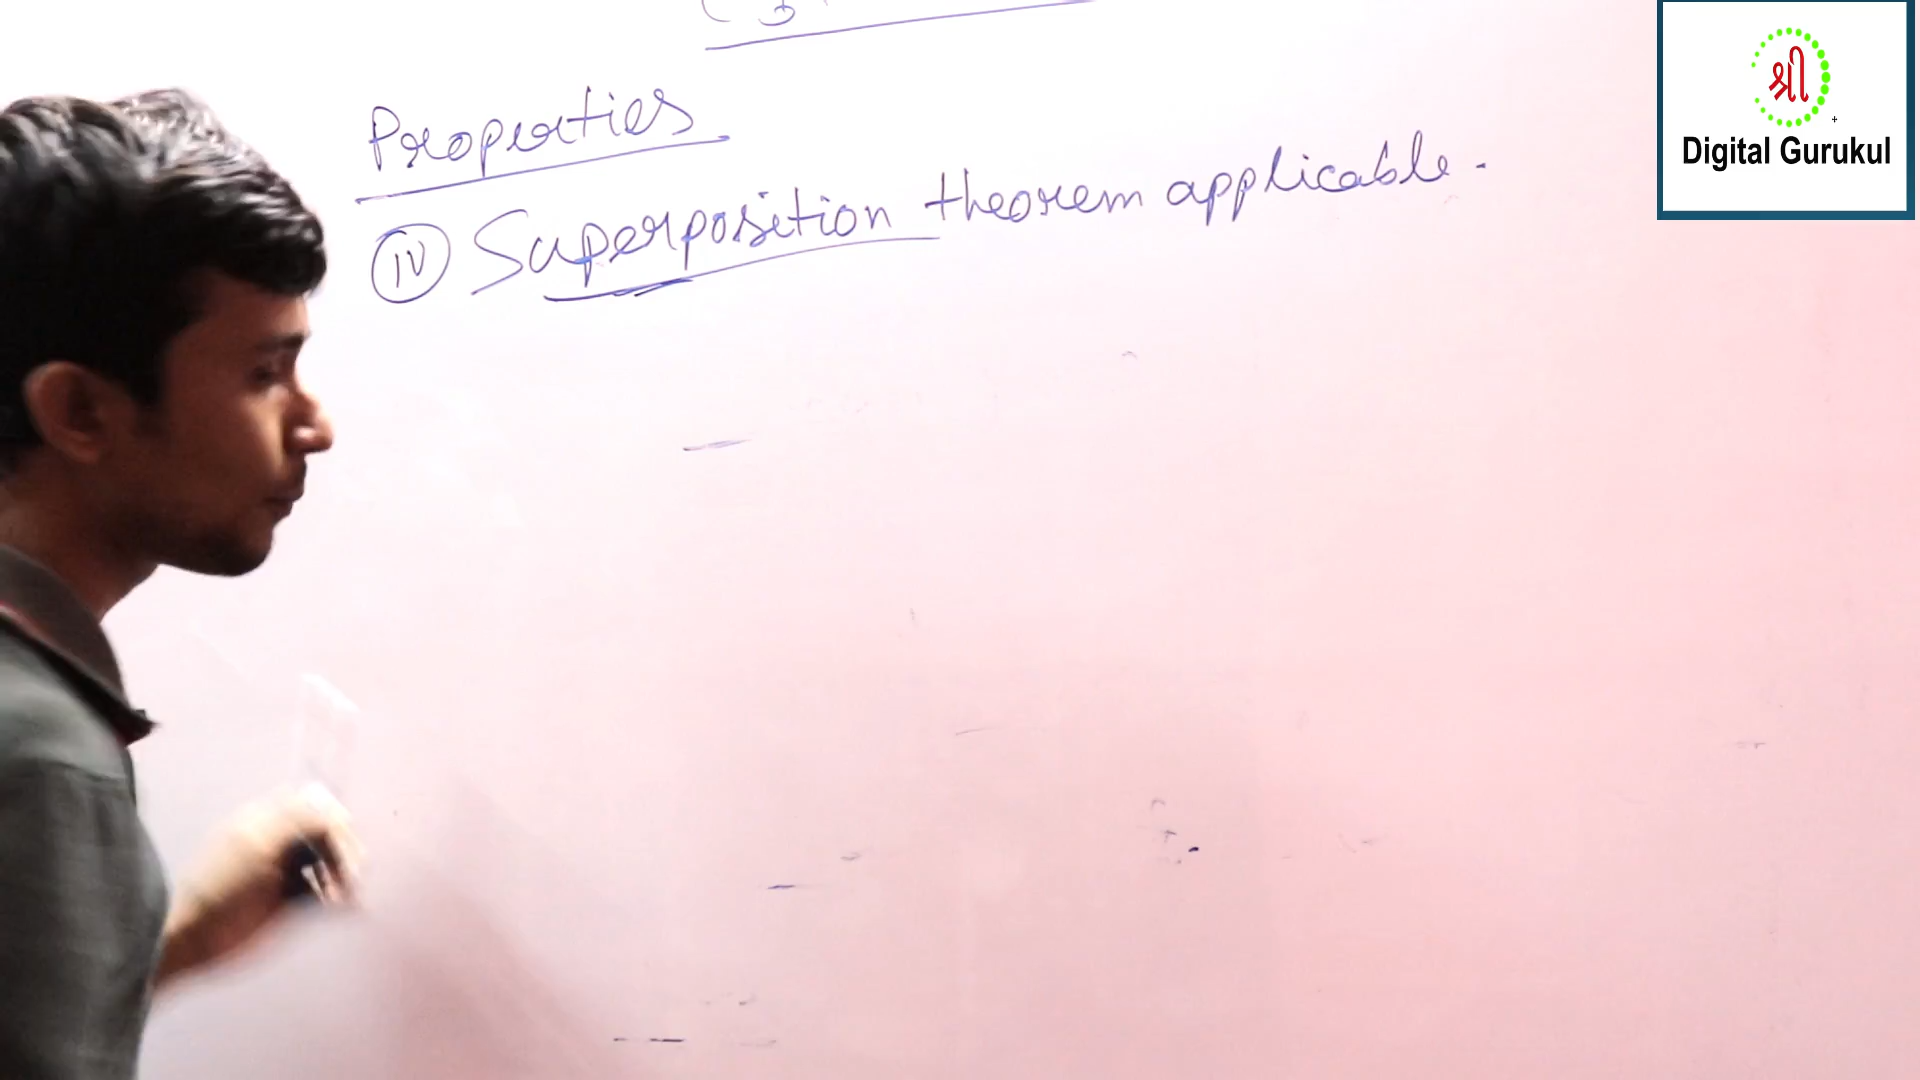 Properties
(iv) Superposition theorem applicable.
श्री
Digital Gurukul